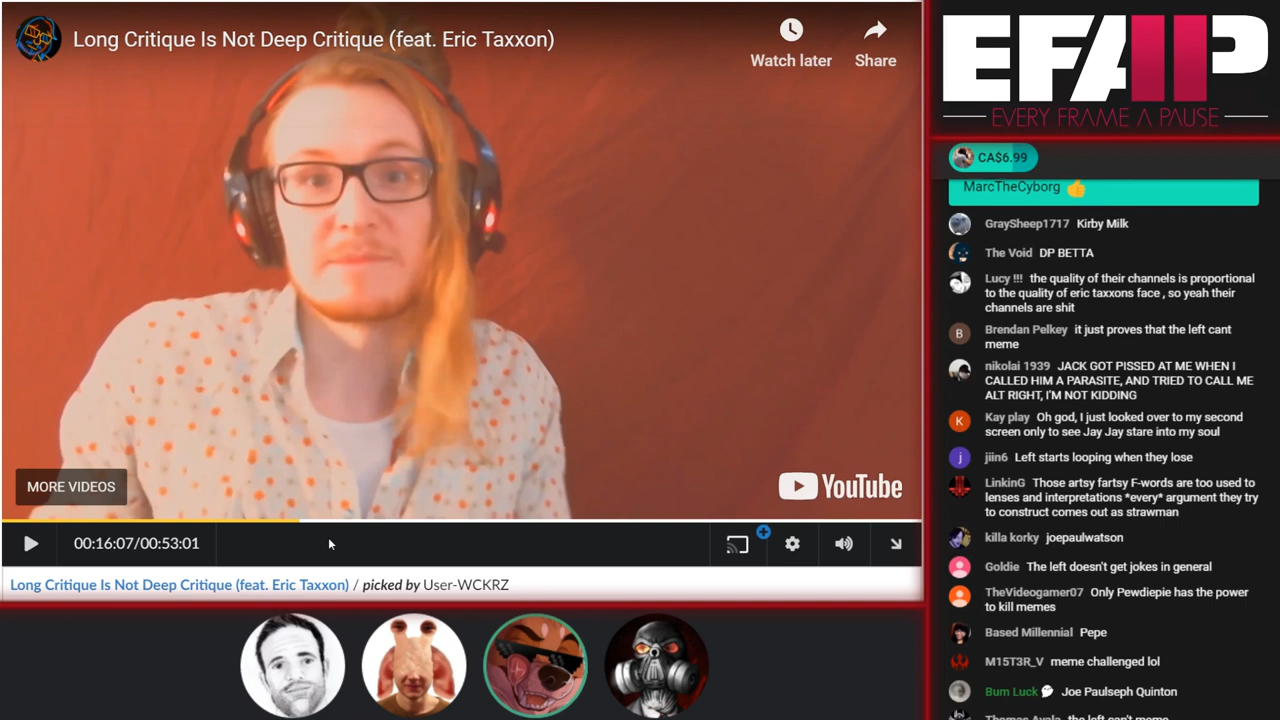 Long Critique Is Not Deep Critique (feat. Eric Taxxon)
Watch later
Share
MORE VIDEOS
YouTube
00:16:07/00:53:01
Long Critique Is Not Deep Critique (feat. Eric Taxxon) / picked by User-WCKRZ
EFAP
EVERY FRAME A PAUSE
CA$6.99
MarcTheCyborg 👍
GraySheep1717 Kirby Milk
The Void DP BETTA
Lucy !!! the quality of their channels is proportional
to the quality of eric taxxons face , so yeah their
channels are shit
B
Brendan Pelkey it just proves that the left cant
meme
nikolai 1939 JACK GOT PISSED AT ME WHEN I
CALLED HIM A PARASITE, AND TRIED TO CALL ME
ALT RIGHT, I'M NOT KIDDING
K
Kay play Oh god, I just looked over to my second
screen only to see Jay Jay stare into my soul
j
jiin6 Left starts looping when they lose
LinkinG Those artsy fartsy F-words are too used to
lenses and interpretations *every* argument they try
to construct comes out as strawman
killa korky joepaulwatson
Goldie The left doesn't get jokes in general
TheVideogamer07 Only Pewdiepie has the power
to kill memes
Based Millennial Pepe
M15T3R_V meme challenged lol
Bum Luck Joe Paulseph Quinton
Thomas Ayala the left can't meme